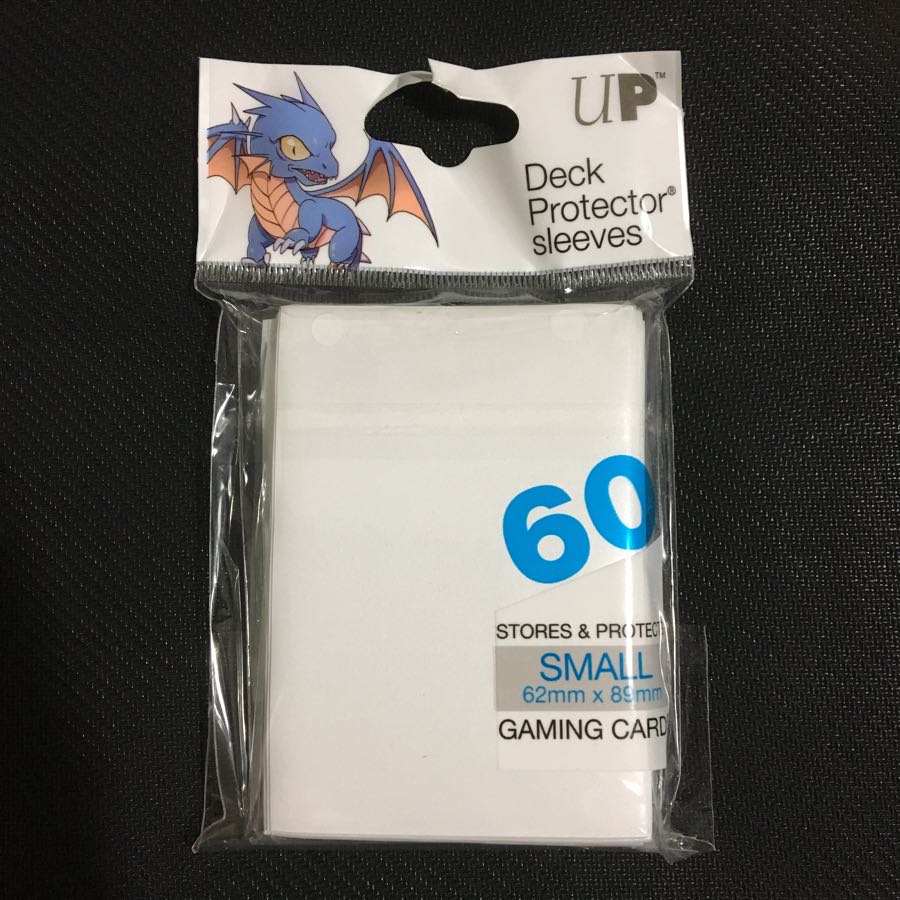 UP™
Deck
Protector®
sleeves
60
STORES & PROTECT
SMALL
62mm x 89mm
GAMING CARD